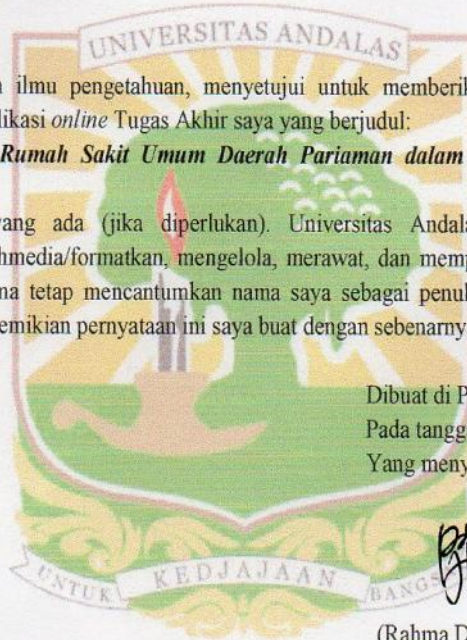 UNIVERSITAS ANDALAS
ilmu pengetahuan, menyetujui untuk memberik
likasi online Tugas Akhir saya yang berjudul:
Rumah Sakit Umum Daerah Pariaman dalam
yang ada (jika diperlukan). Universitas Andala
hmedia/formatkan, mengelola, merawat, dan memp
na tetap mencantumkan nama saya sebagai penul
emikian pernyataan ini saya buat dengan sebenarny
Dibuat di P
Pada tangg
Yang meny
UNTUK KEDJAJAAN BANGS
(Rahma D